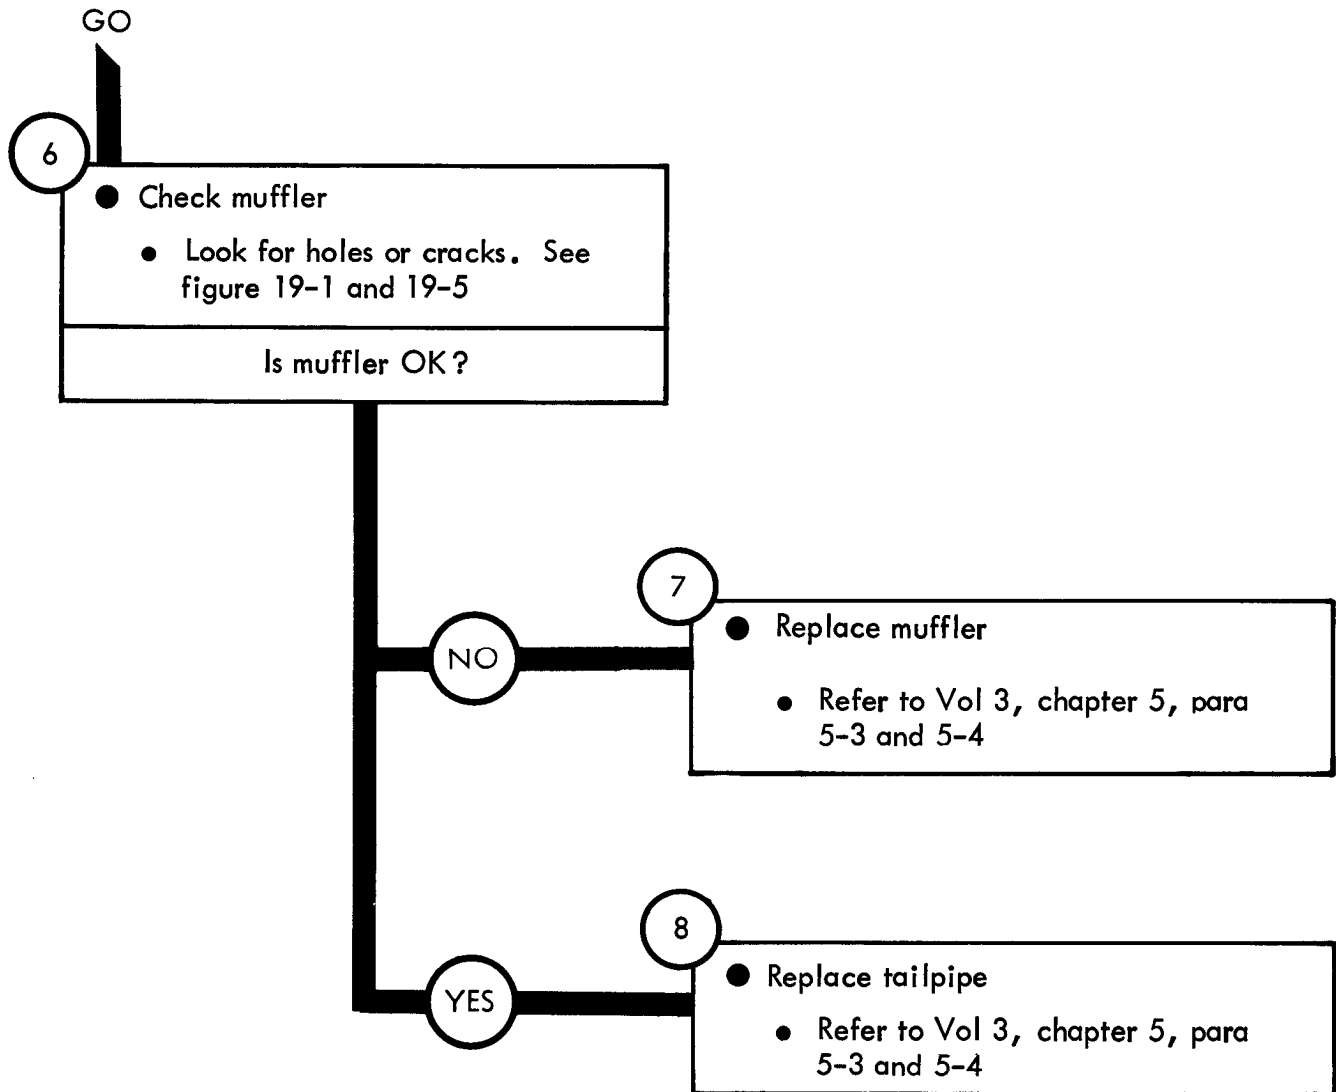 GO
6
● Check muffler
● Look for holes or cracks. See
figure 19-1 and 19-5
Is muffler OK?
7
● Replace muffler
● Refer to Vol 3, chapter 5, para
5-3 and 5-4
NO
8
● Replace tailpipe
● Refer to Vol 3, chapter 5, para
5-3 and 5-4
YES